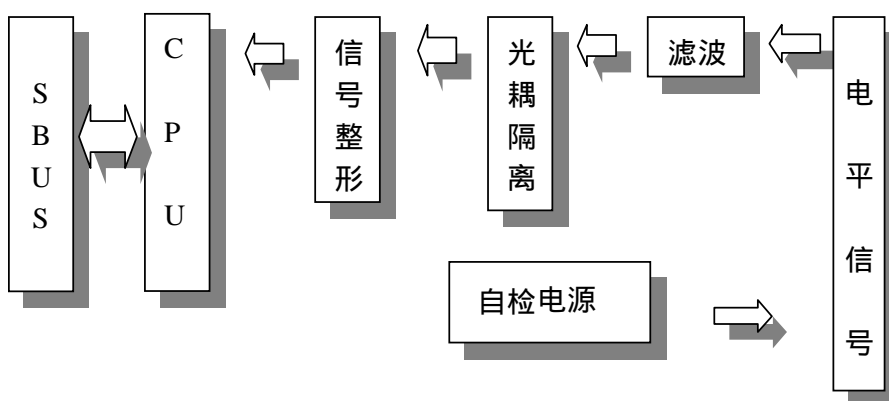 SBUS
CPU
信号整形
光耦隔离
滤波
电平信号
自检电源